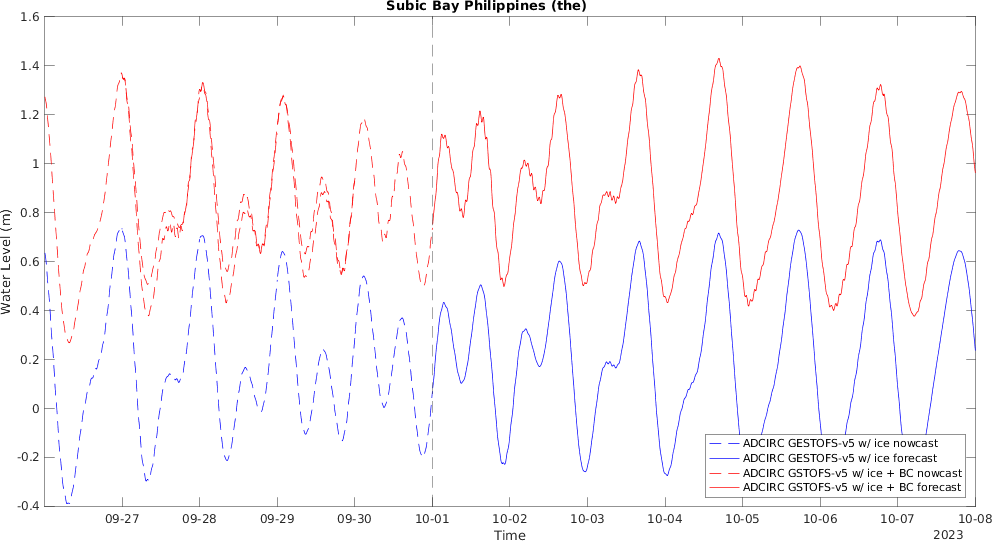 Subic Bay Philippines (the)
1.6
1.4
1.2
1
0.8
0.6
0.4
0.2
0
-0.2
-0.4
Water Level (m)
ADCIRC GESTOFS-v5 w/ ice nowcast
ADCIRC GESTOFS-v5 w/ ice forecast
ADCIRC GSTOFS-v5 w/ ice + BC nowcast
ADCIRC GSTOFS-v5 w/ ice + BC forecast
09-27 09-28 09-29 09-30 10-01 10-02 10-03 10-04 10-05 10-06 10-07 10-08
Time
2023